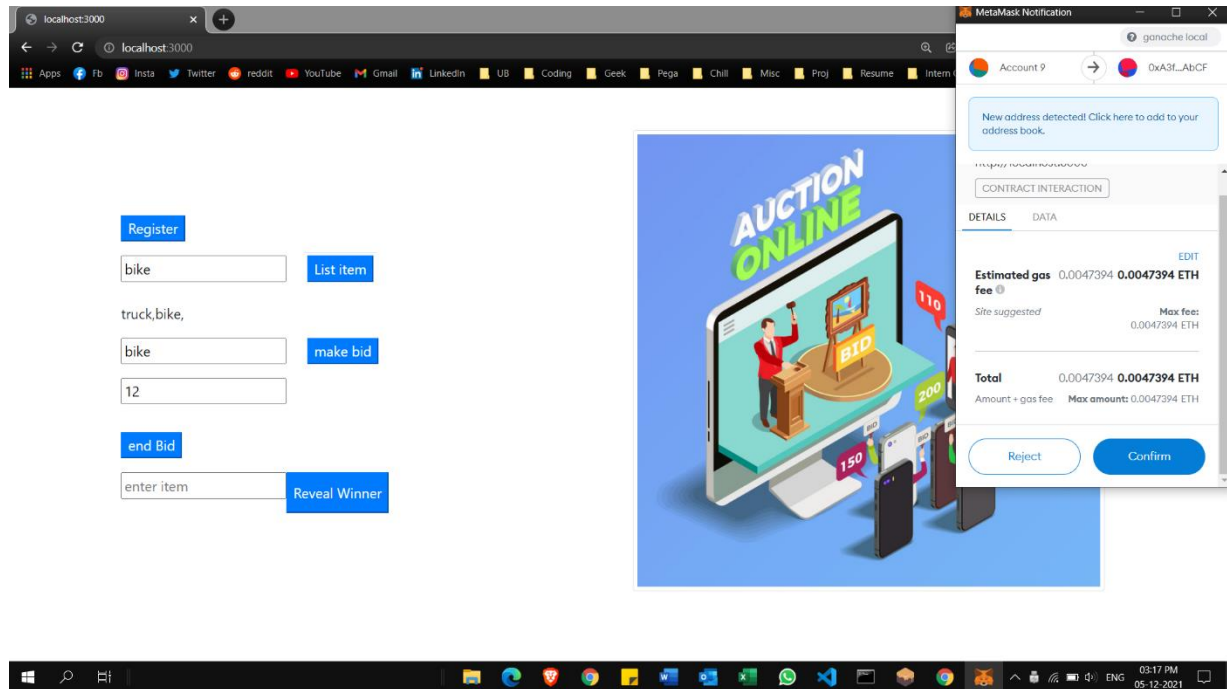 localhost:3000
localhost:3000
Apps Fb Insta Twitter reddit YouTube Gmail LinkedIn UB Coding Geek Pega Chill Misc Proj Resume Intern
Register
bike
List item
truck,bike,
bike
make bid
12
end Bid
enter item
Reveal Winner
AUCTION
ONLINE
110
BID
200
BID
BID
150
MetaMask Notification
ganache local
Account 9
0xA3f...AbCF
New address detected! Click here to add to your
address book.
http://localhost:3000
CONTRACT INTERACTION
DETAILS DATA
EDIT
Estimated gas 0.0047394 0.0047394 ETH
fee
Site suggested Max fee:
0.0047394 ETH
Total 0.0047394 0.0047394 ETH
Amount + gas fee Max amount: 0.0047394 ETH
Reject Confirm
ENG
03:17 PM
05-12-2021